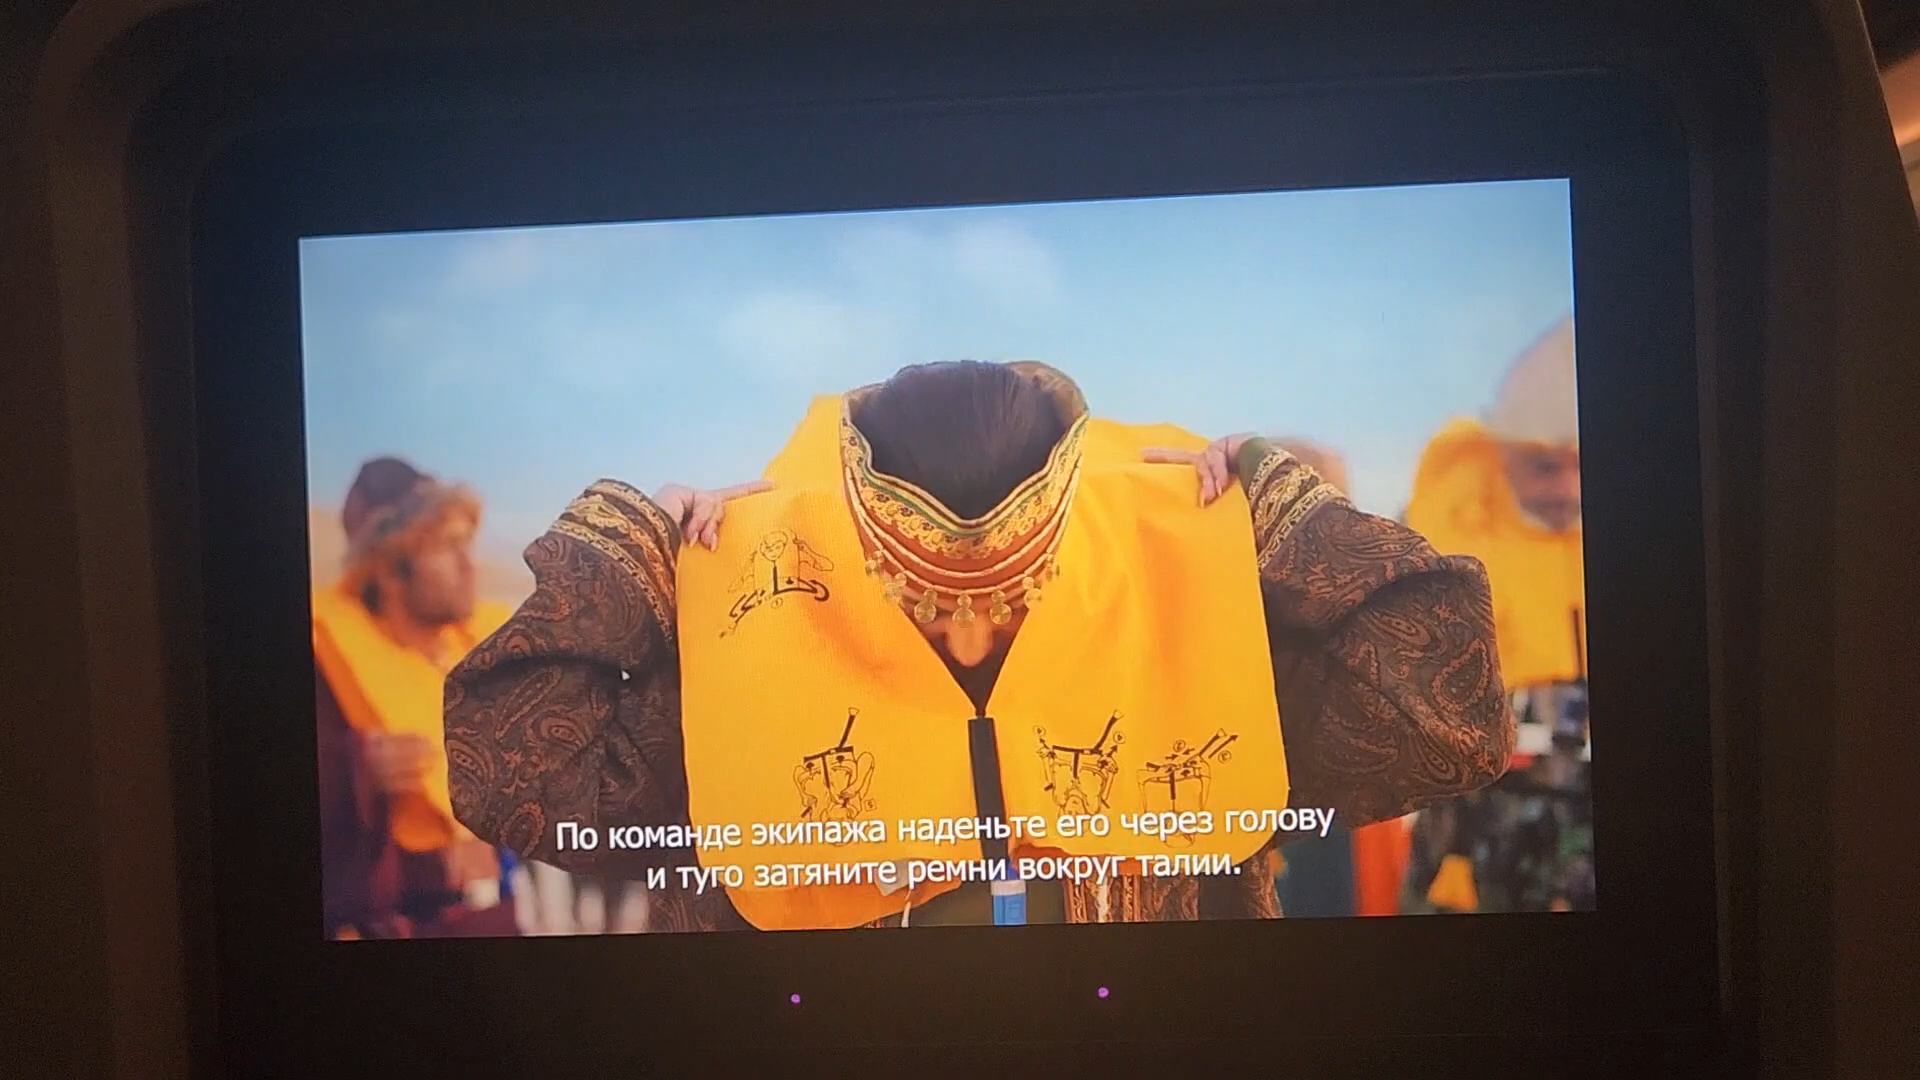 По команде экипажа наденьте его через голову
и туго затяните ремни вокруг талии.